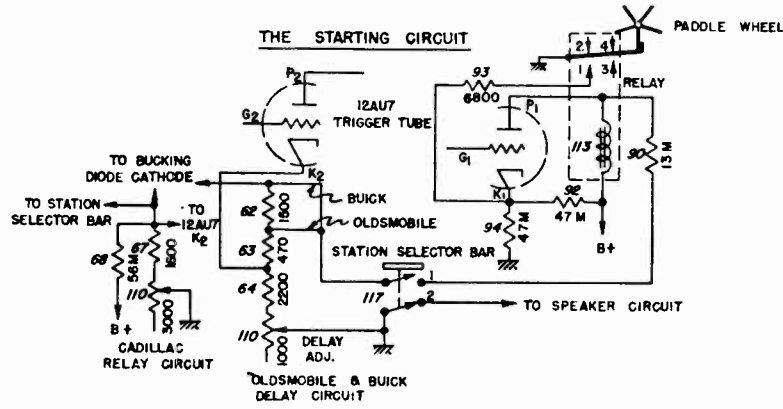 THE STARTING CIRCUIT
PADDLE WHEEL
2 4
1 3
RELAY
93
6800
P2
G2
12AU7
TRIGGER TUBE
K2
P1
G1
K1
113
90
13 M
92
47 M
94
47 M
B+
TO BUCKING
DIODE CATHODE
TO STATION
SELECTOR BAR
TO
12AU7
K2
BUICK
OLDSMOBILE
62
1500
63
470
64
2200
110
1000
68
56M
67
1600
110
3000
B+
CADILLAC
RELAY CIRCUIT
STATION SELECTOR BAR
117
1
2
TO SPEAKER CIRCUIT
DELAY
ADJ.
OLDSMOBILE & BUICK
DELAY CIRCUIT